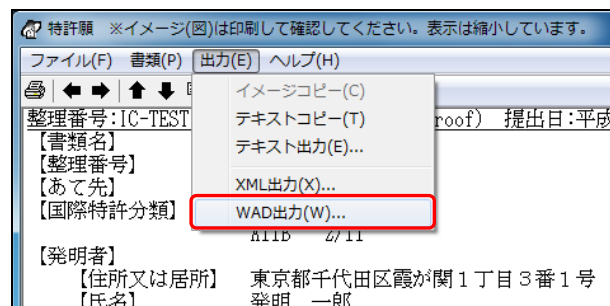 特許願　※イメージ(図)は印刷して確認してください。表示は縮小しています。
ファイル(F)　書類(P)　出力(E)　ヘルプ(H)
整理番号:IC-TEST　roof)　提出日:平成
イメージコピー(C)
テキストコピー(T)
テキスト出力(E)...
XML出力(X)...
WAD出力(W)...
【書類名】
【整理番号】
【あて先】
【国際特許分類】
【発明者】
【住所又は居所】　東京都千代田区霞が関１丁目３番１号
【氏名】　発明　一郎